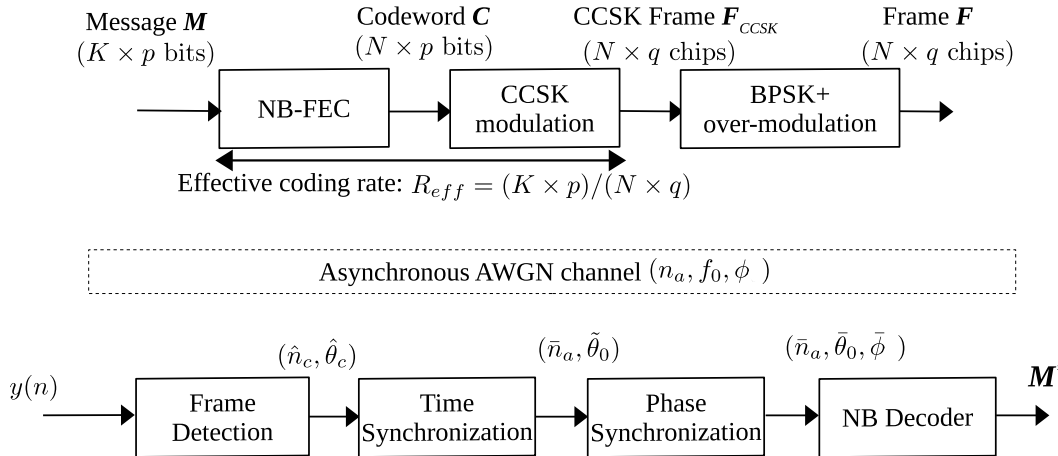 Message M
(K × p bits)
Codeword C
(N × p bits)
CCSK Frame F_CCSK
(N × q chips)
Frame F
(N × q chips)
NB-FEC
CCSK
modulation
BPSK+
over-modulation
Effective coding rate: R_eff = (K × p)/(N × q)
Asynchronous AWGN channel (n_a, f_0, ϕ )
y(n)
Frame
Detection
(n̂_c, θ̂_c)
Time
Synchronization
(n̄_a, θ̃_0)
Phase
Synchronization
(n̄_a, θ̄_0, ϕ̄ )
NB Decoder
M